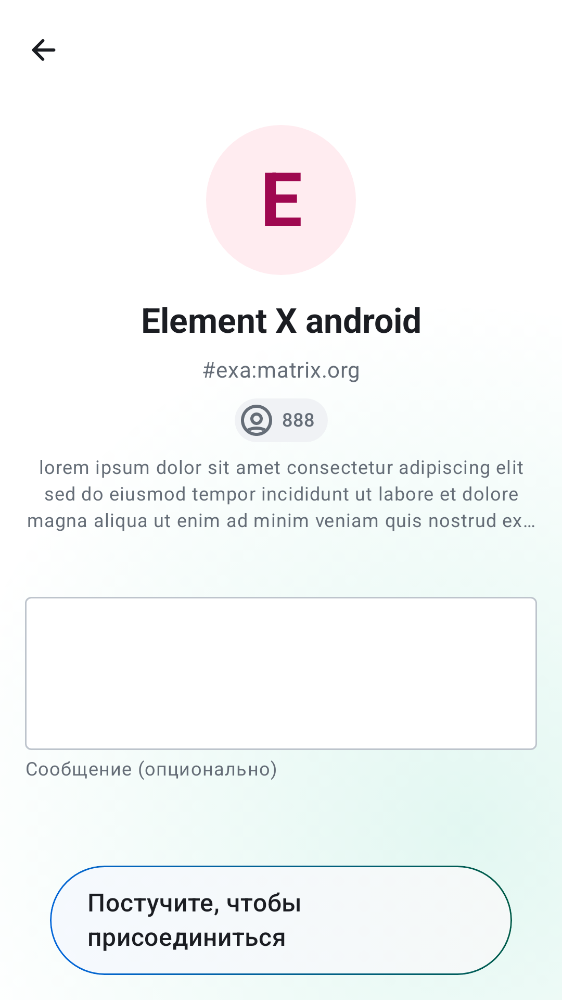 E
Element X android
#exa:matrix.org
888
lorem ipsum dolor sit amet consectetur adipiscing elit
sed do eiusmod tempor incididunt ut labore et dolore
magna aliqua ut enim ad minim veniam quis nostrud ex…
Сообщение (опционально)
Постучите, чтобы
присоединиться